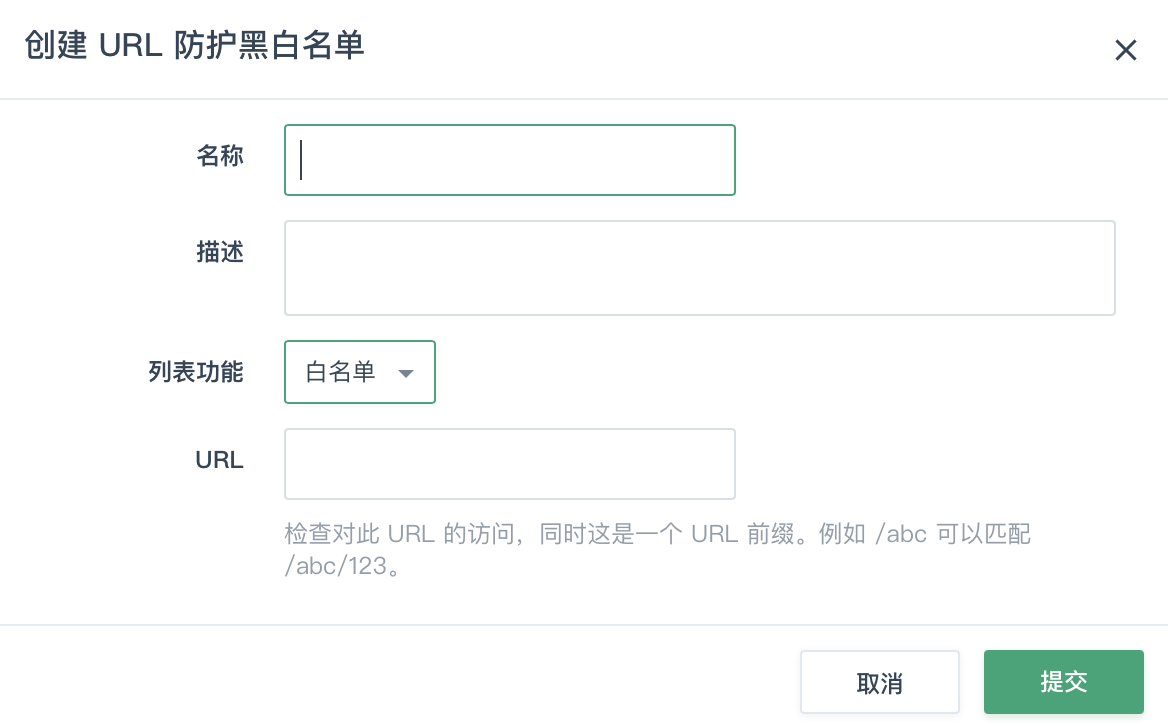 创建 URL 防护黑白名单
名称
描述
列表功能
白名单
URL
检查对此 URL 的访问，同时这是一个 URL 前缀。例如 /abc 可以匹配
/abc/123。
取消
提交